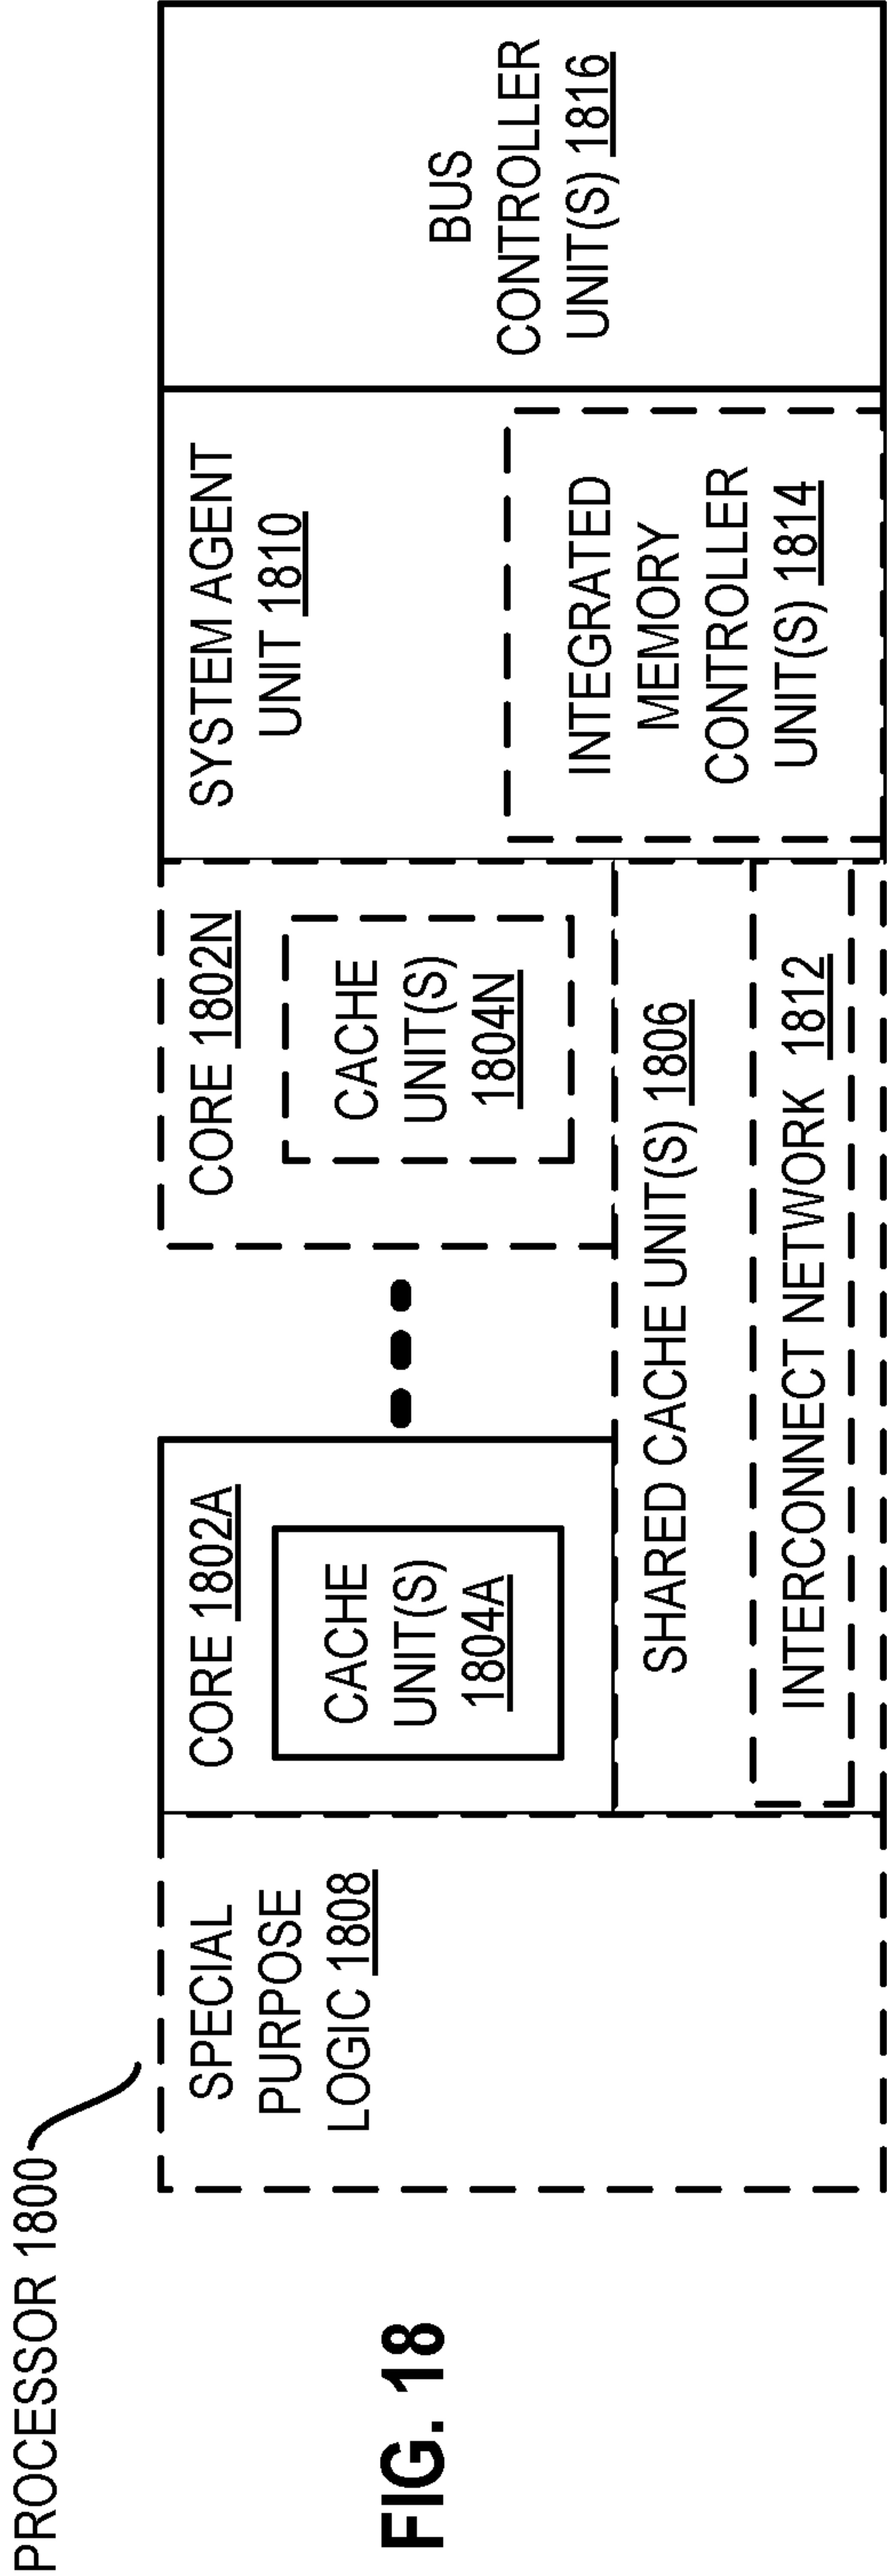 PROCESSOR 1800
SPECIAL
PURPOSE
LOGIC 1808
CORE 1802A
CACHE
UNIT(S)
1804A
CORE 1802N
CACHE
UNIT(S)
1804N
SHARED CACHE UNIT(S) 1806
INTERCONNECT NETWORK 1812
SYSTEM AGENT
UNIT 1810
INTEGRATED
MEMORY
CONTROLLER
UNIT(S) 1814
BUS
CONTROLLER
UNIT(S) 1816
FIG. 18